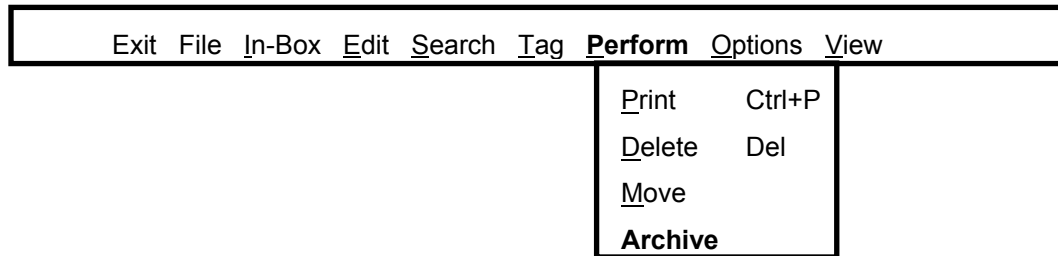 Exit File In-Box Edit Search Tag Perform Options View
Print Ctrl+P
Delete Del
Move
Archive